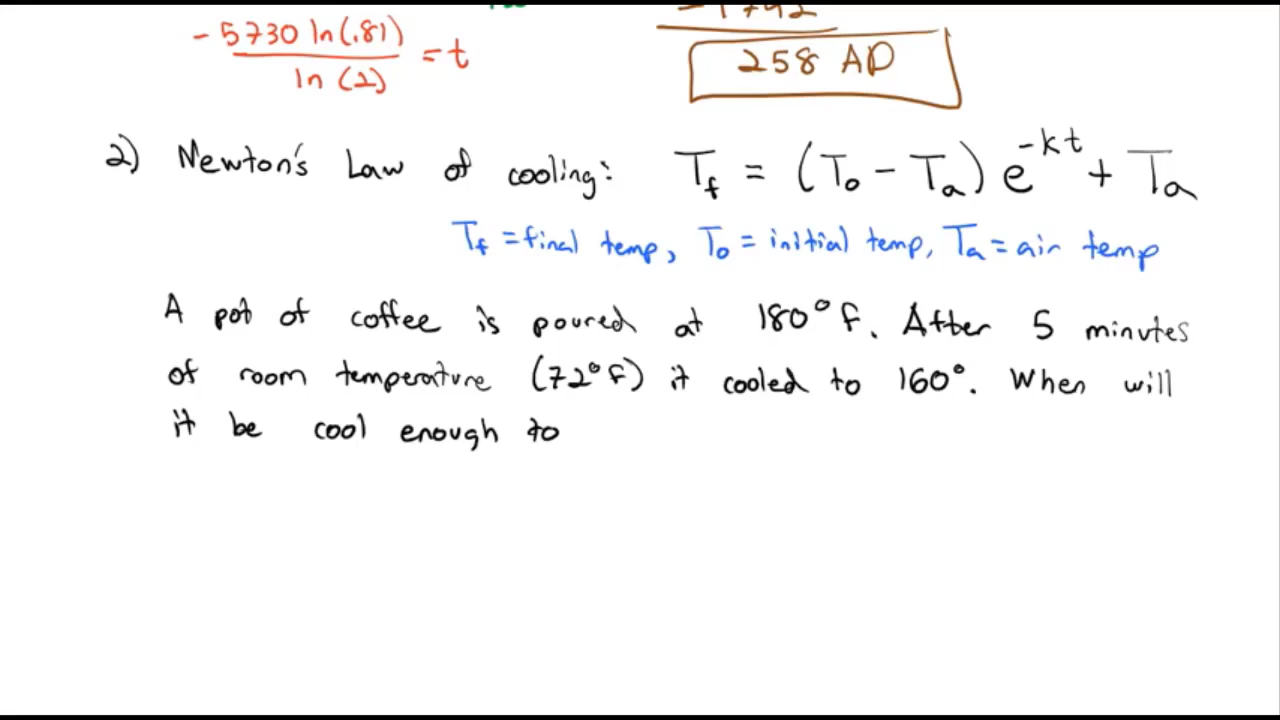 -5730 ln(.81)
ln(2)
= t
258 AD
2) Newton's Law of cooling: Tf = (To - Ta) e^-kt + Ta
Tf = final temp, To = initial temp, Ta = air temp
A pot of coffee is poured at 180°F. After 5 minutes
of room temperature (72°F) it cooled to 160°. When will
it be cool enough to